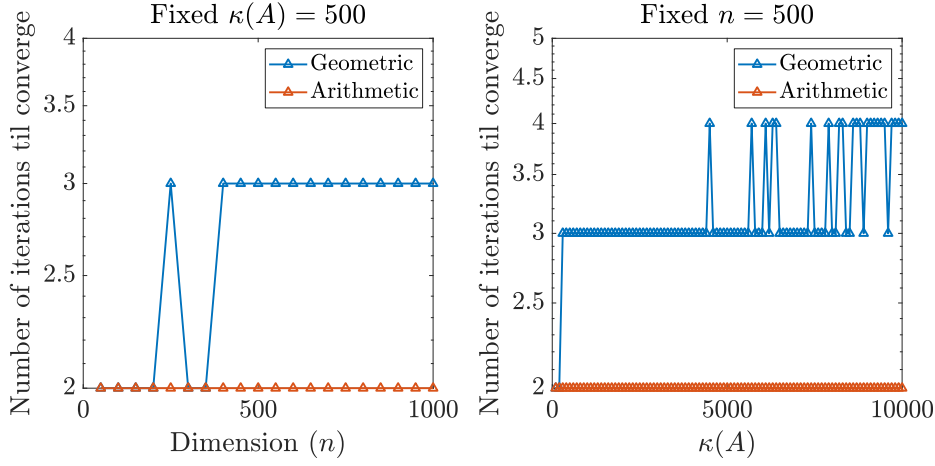 Fixed κ(A) = 500
Number of iterations til converge
4
3.5
3
2.5
2
0
500
1000
Dimension (n)
Geometric
Arithmetic
Fixed n = 500
Number of iterations til converge
5
4.5
4
3.5
3
2.5
2
0
5000
10000
κ(A)
Geometric
Arithmetic